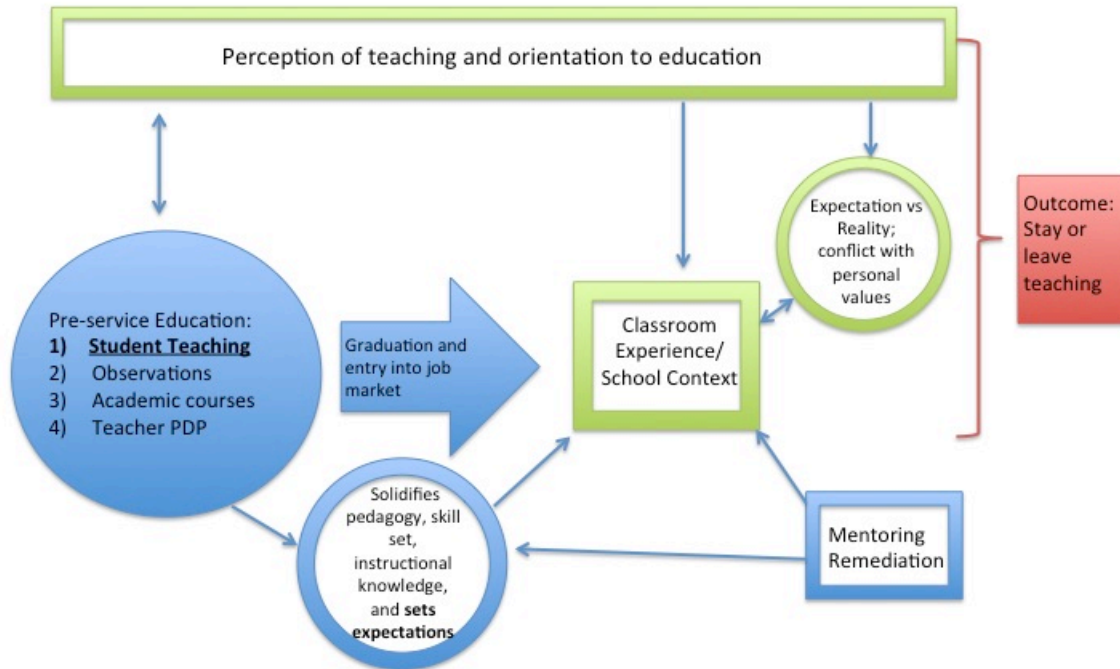 Perception of teaching and orientation to education
Expectation vs
Reality;
conflict with
personal
values
Outcome:
Stay or
leave
teaching
Pre-service Education:
1) Student Teaching
2) Observations
3) Academic courses
4) Teacher PDP
Graduation and
entry into job
market
Classroom
Experience/
School Context
Solidifies
pedagogy, skill
set,
instructional
knowledge,
and sets
expectations
Mentoring
Remediation